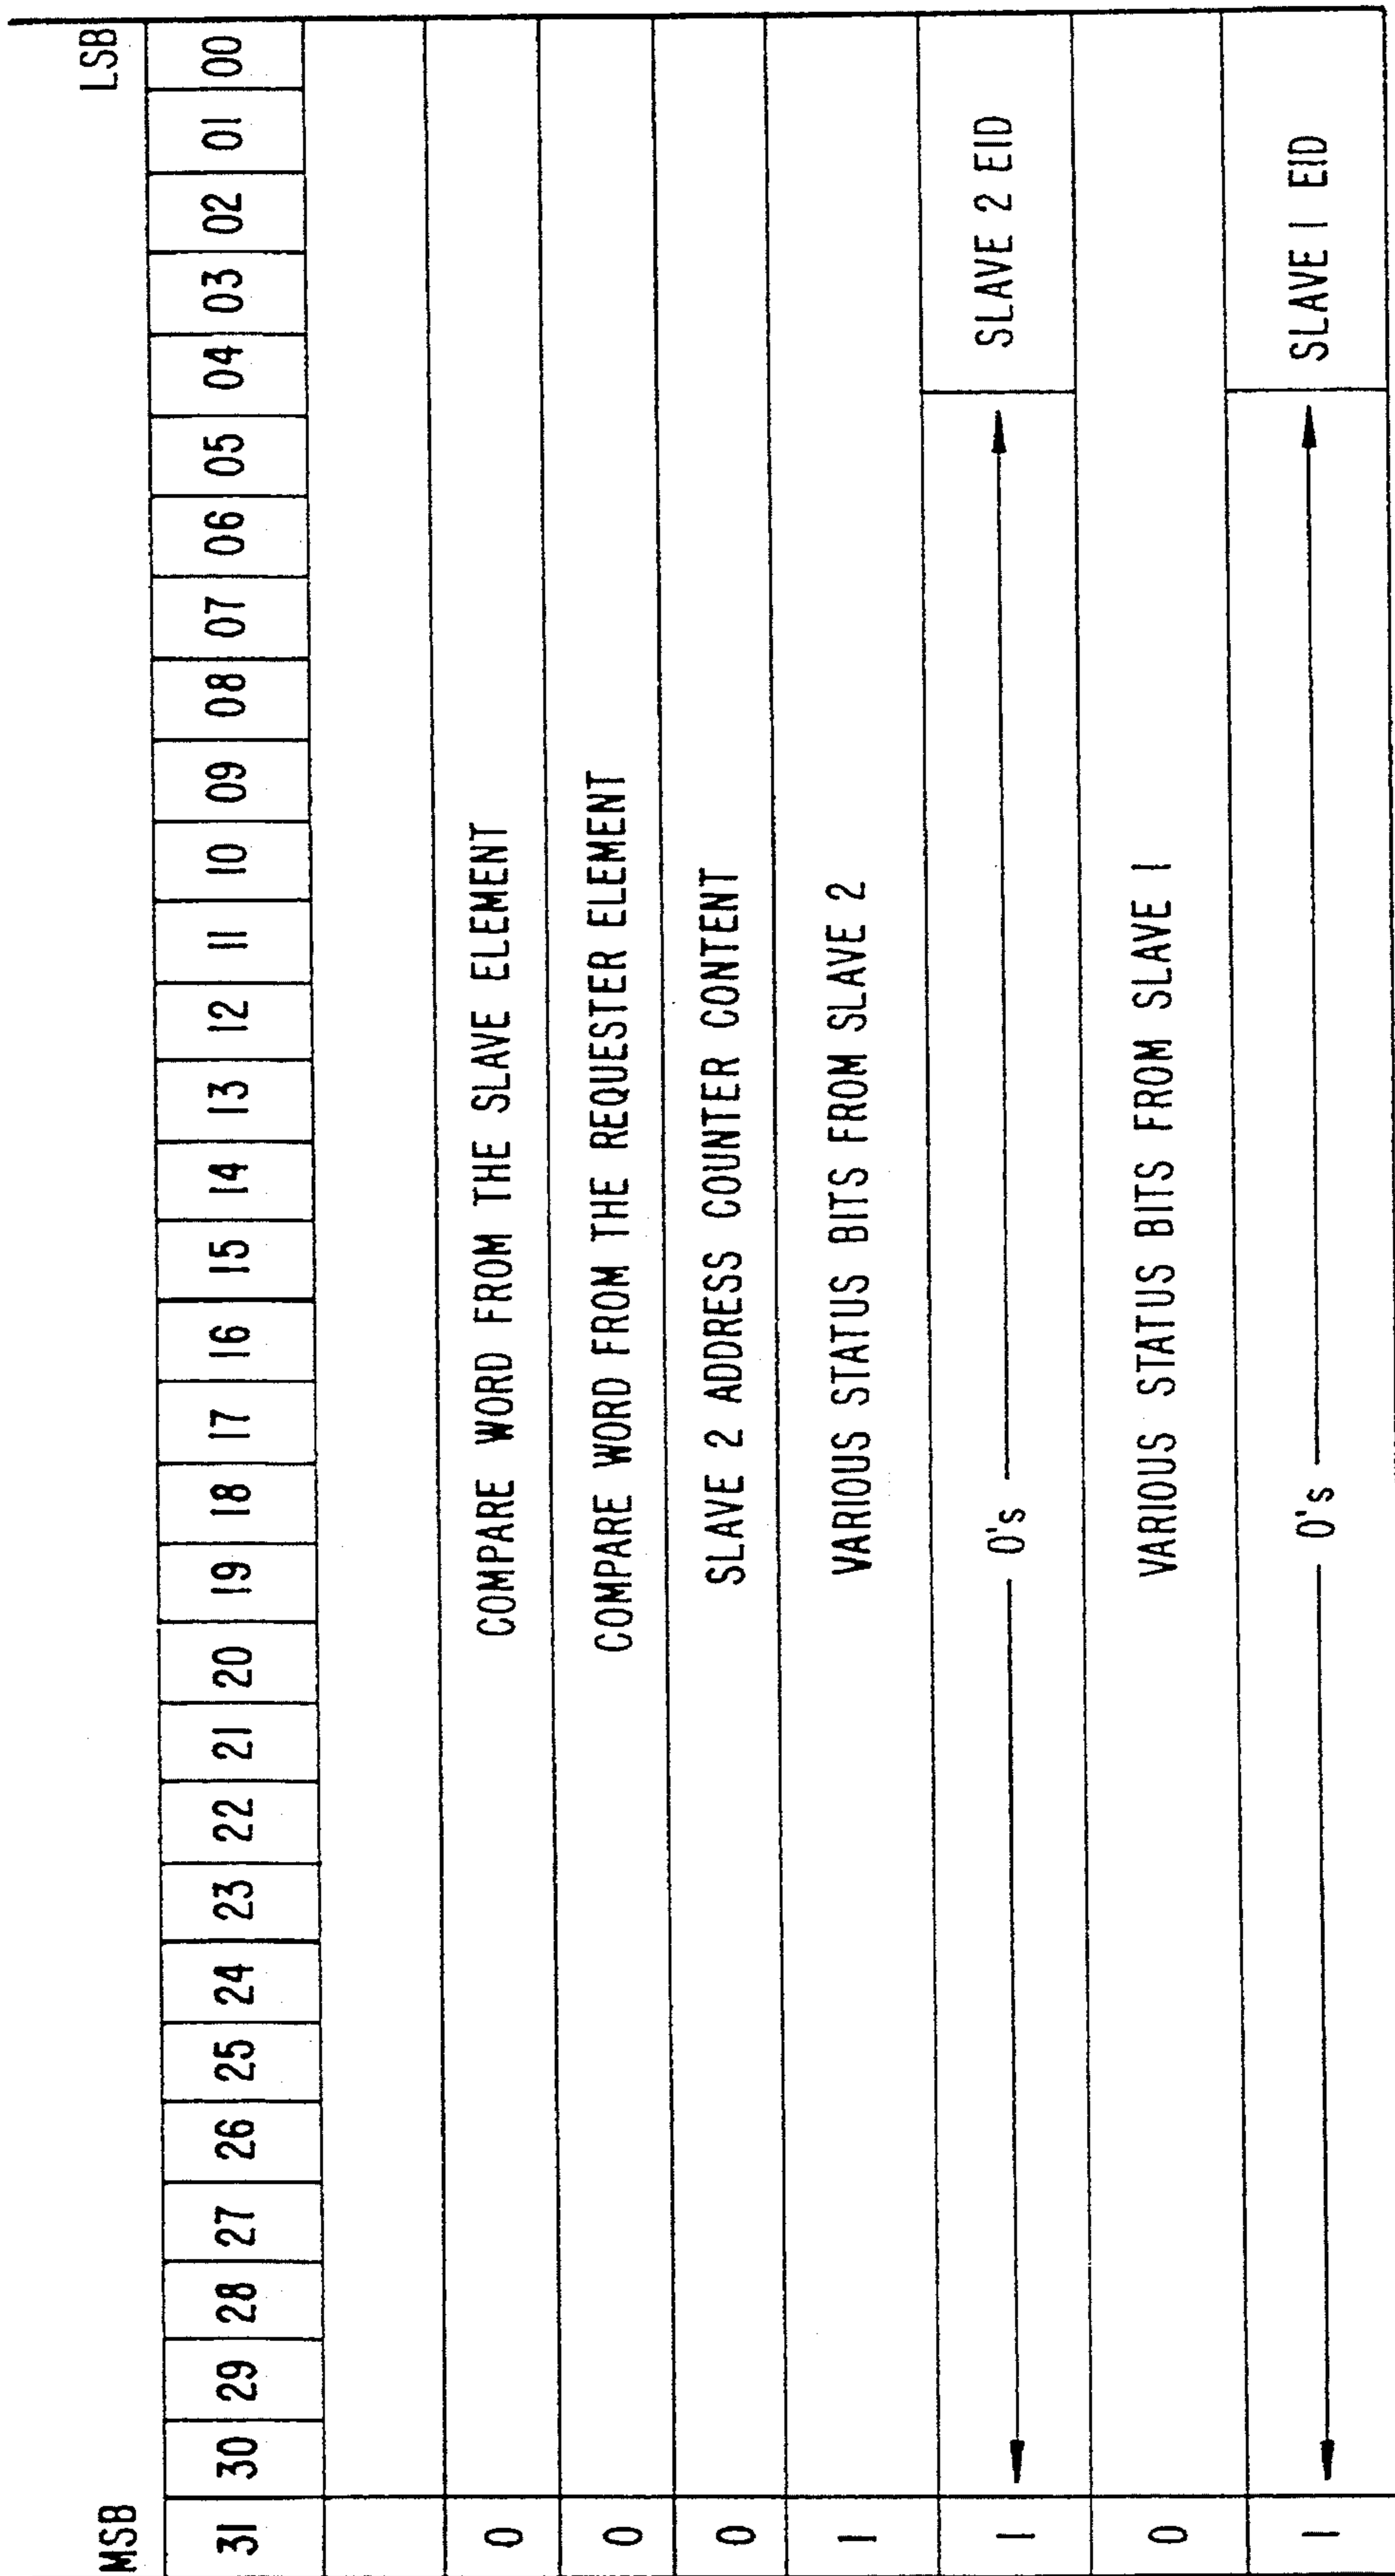 MSB LSB
31 30 29 28 27 26 25 24 23 22 21 20 19 18 17 16 15 14 13 12 11 10 09 08 07 06 05 04 03 02 01 00
0 COMPARE WORD FROM THE SLAVE ELEMENT
0 COMPARE WORD FROM THE REQUESTER ELEMENT
0 SLAVE 2 ADDRESS COUNTER CONTENT
1 VARIOUS STATUS BITS FROM SLAVE 2
1 0's SLAVE 2 EID
0 VARIOUS STATUS BITS FROM SLAVE 1
1 0's SLAVE 1 EID